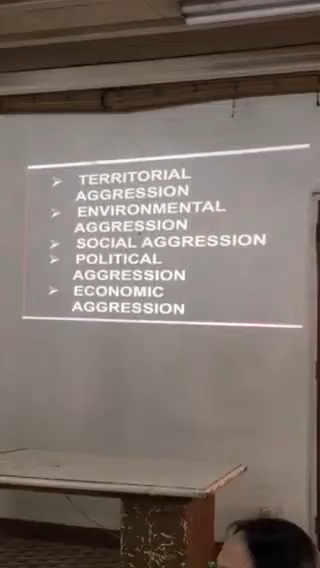 ➢ TERRITORIAL
AGGRESSION
➢ ENVIRONMENTAL
AGGRESSION
➢ SOCIAL AGGRESSION
➢ POLITICAL
AGGRESSION
➢ ECONOMIC
AGGRESSION